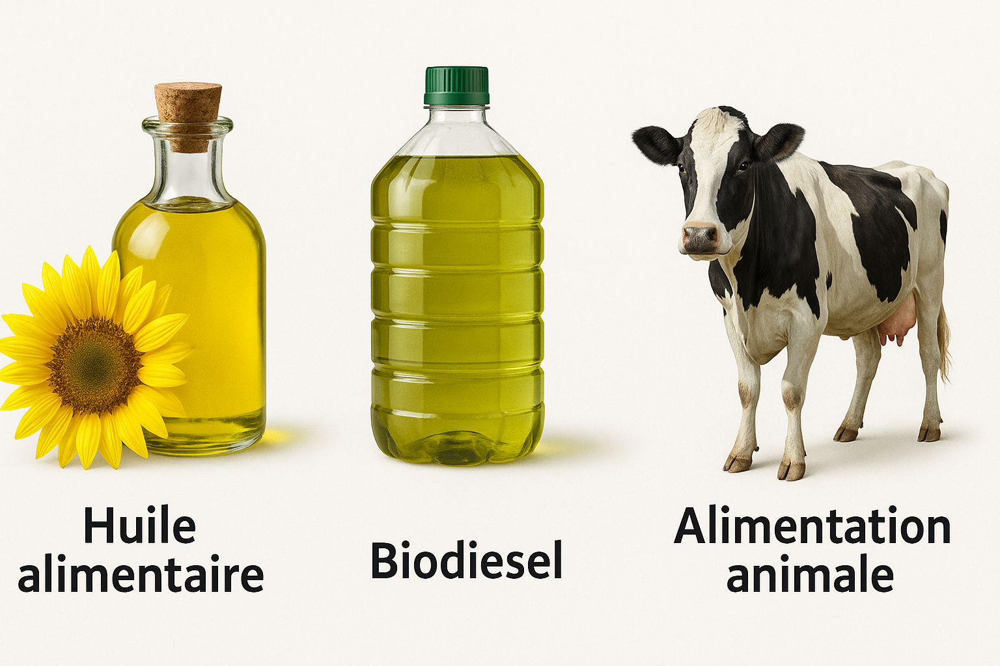 Huile
alimentaire
Biodiesel
Alimentation
animale